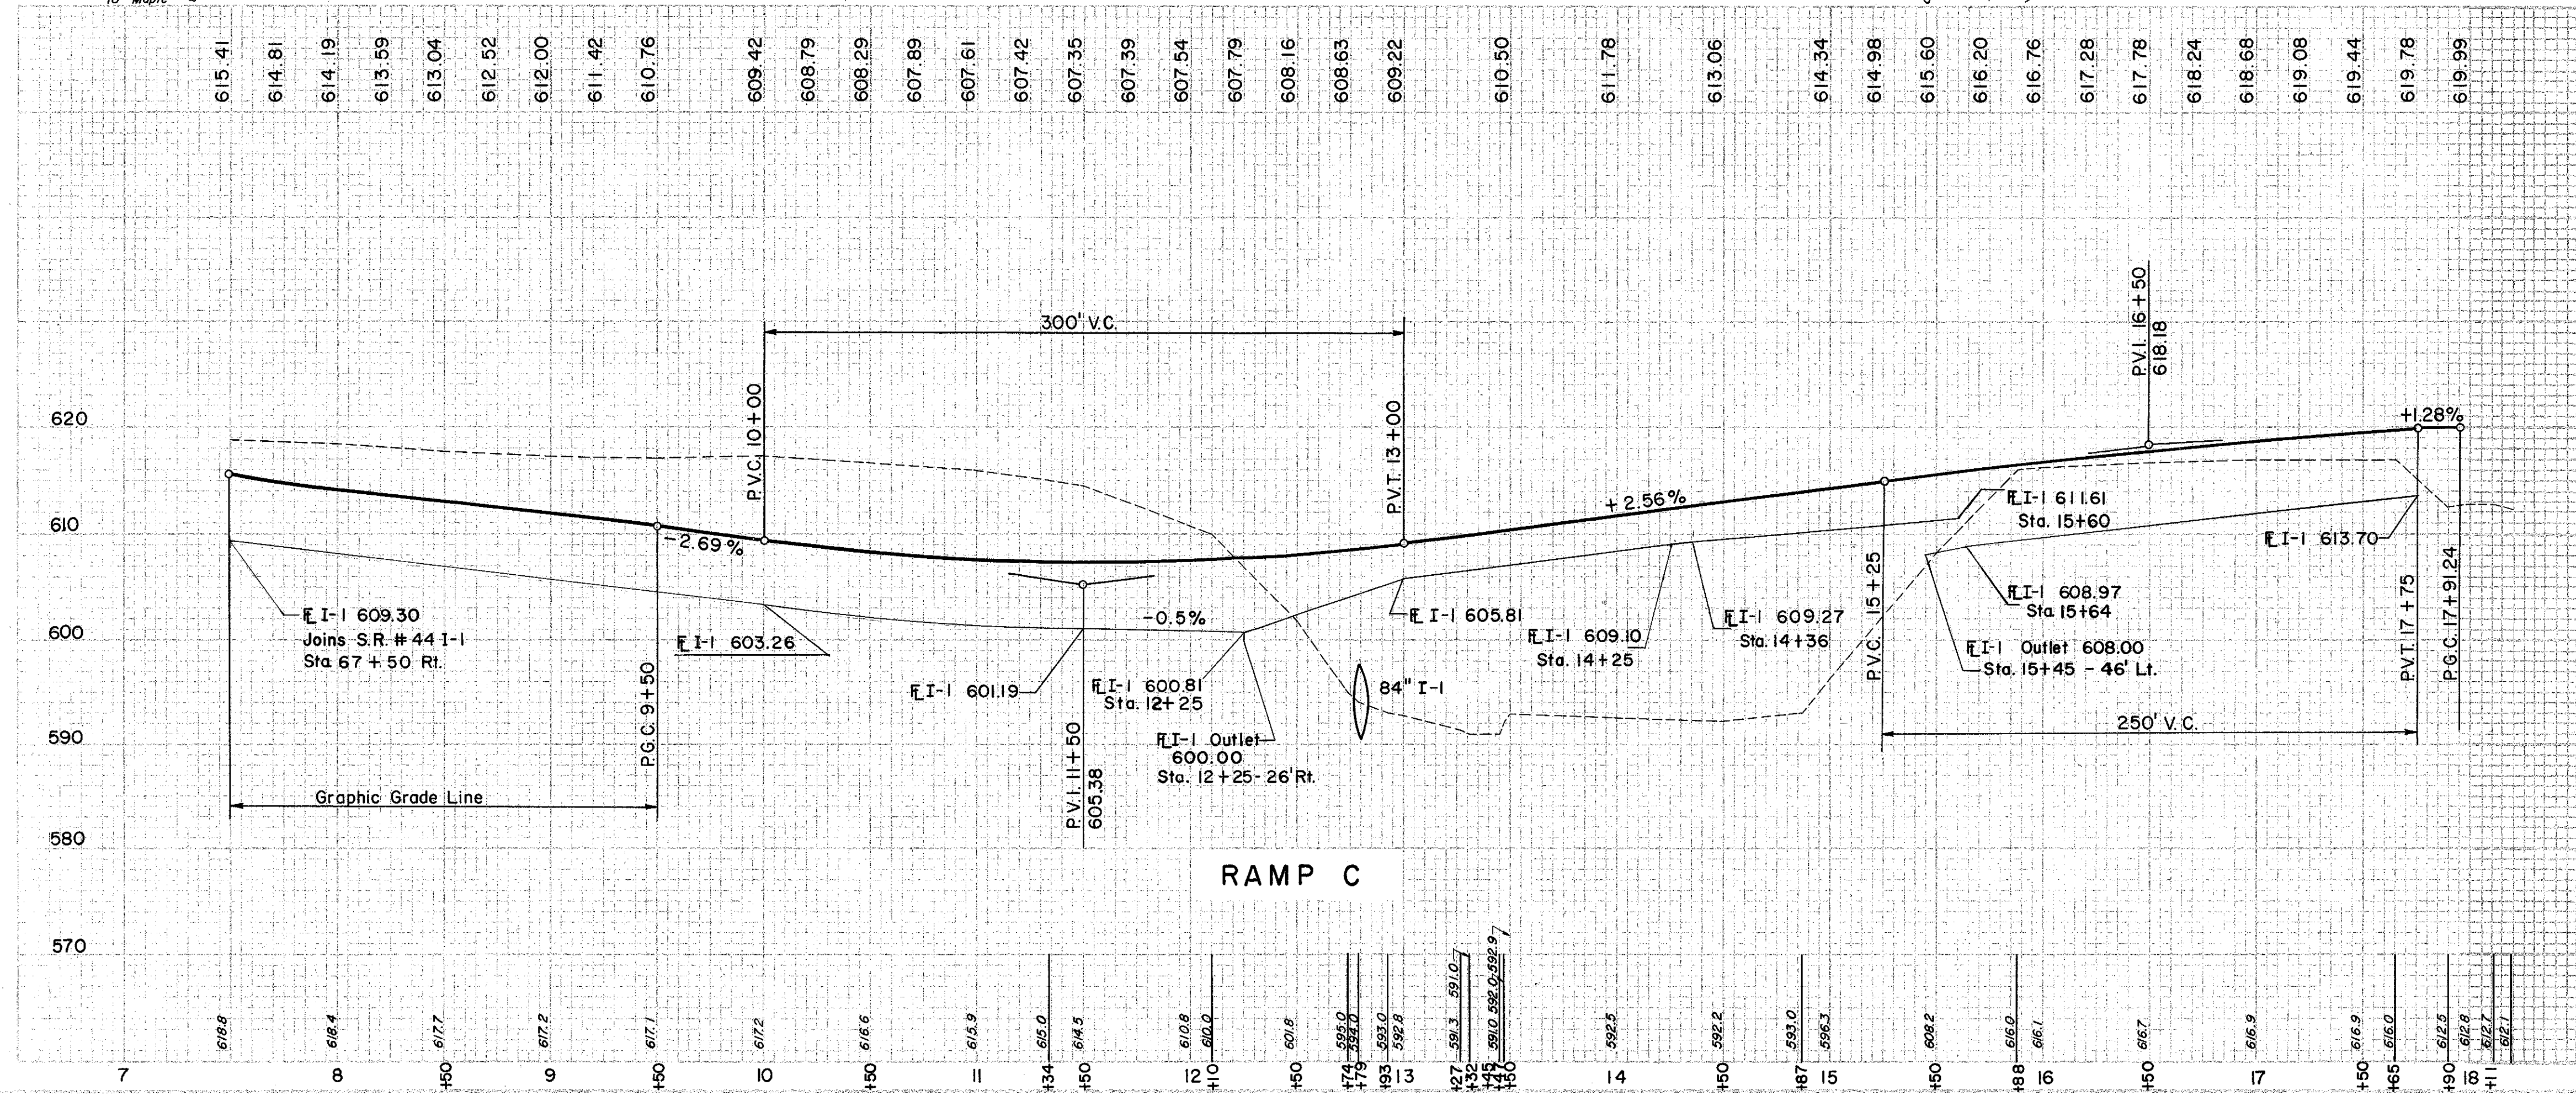 615.41 614.81 614.19 613.59 613.04 612.52 612.00 611.42 610.76 609.42 608.79 608.29 607.89 607.61 607.42 607.35 607.39 607.54 607.79 608.16 608.63 609.22 610.50 611.78 613.06 614.34 614.98 615.60 616.20 616.76 617.28 617.78 618.24 618.68 619.08 619.44 619.78 619.99
300' V.C.
P.V.C. 10+00
P.V.T. 13+00
P.V.I. 16+50
618.18
+1.28%
620
610
600
590
580
570
-2.69%
+2.56%
-0.5%
I-1 609.30
Joins S.R. #44 I-1
Sta 67+50 Rt.
I-1 603.26
P.G.C. 9+50
Graphic Grade Line
I-1 601.19
P.V.I. 11+50
605.38
I-1 600.81
Sta. 12+25
I-1 Outlet
600.00
Sta. 12+25-26'Rt.
84" I-1
I-1 605.81
I-1 609.10
Sta. 14+25
I-1 609.27
Sta. 14+36
P.V.C. 15+25
I-1 611.61
Sta. 15+60
I-1 608.97
Sta 15+64
I-1 Outlet 608.00
Sta. 15+45 - 46' Lt.
I-1 613.70
P.V.T. 17+75
P.G.C. 17+91.24
250' V.C.
RAMP C
618.8 618.4 617.7 617.2 617.1 617.2 616.6 615.9 615.0 614.5 610.8 610.0 601.8 595.0 594.0 593.0 592.8 591.3 591.0 591.0 592.0 592.9 592.5 592.2 593.0 596.3 608.2 616.0 616.1 616.7 616.9 616.9 616.0 612.5 612.8 612.7 612.1
7 8 +50 9 +50 10 +50 11 +34 +50 12 +10 +50 +74 +79 +93 13 +27 +32 +45 +47 +50 14 +50 +87 15 +50 +88 16 +50 17 +50 +65 +90 18 +11